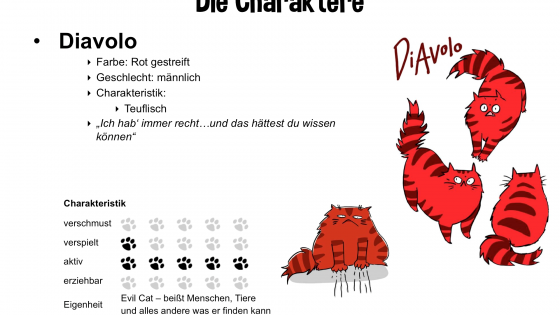 Die Charaktere
• Diavolo
Farbe: Rot gestreift
Geschlecht: männlich
Charakteristik:
Teuflisch
„Ich hab‘ immer recht…und das hättest du wissen
können“
DiAvolo
Charakteristik
verschmust
verspielt
aktiv
erziehbar
Eigenheit
Evil Cat – beißt Menschen, Tiere
und alles andere was er finden kann